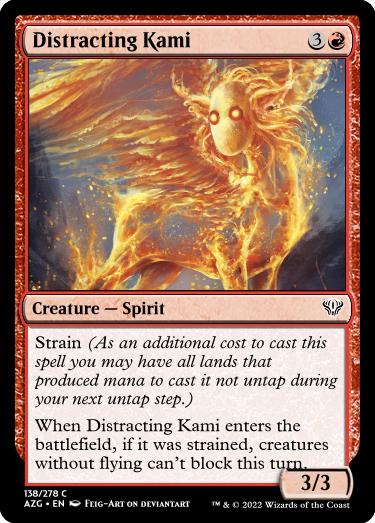 Distracting Kami 3
Creature — Spirit
Strain (As an additional cost to cast this
spell you may have all lands that
produced mana to cast it not untap during
your next untap step.)
When Distracting Kami enters the
battlefield, if it was strained, creatures
without flying can't block this turn.
3/3
138/278 C
AZG • EN Feig-Art on deviantart ™ & © 2022 Wizards of the Coast